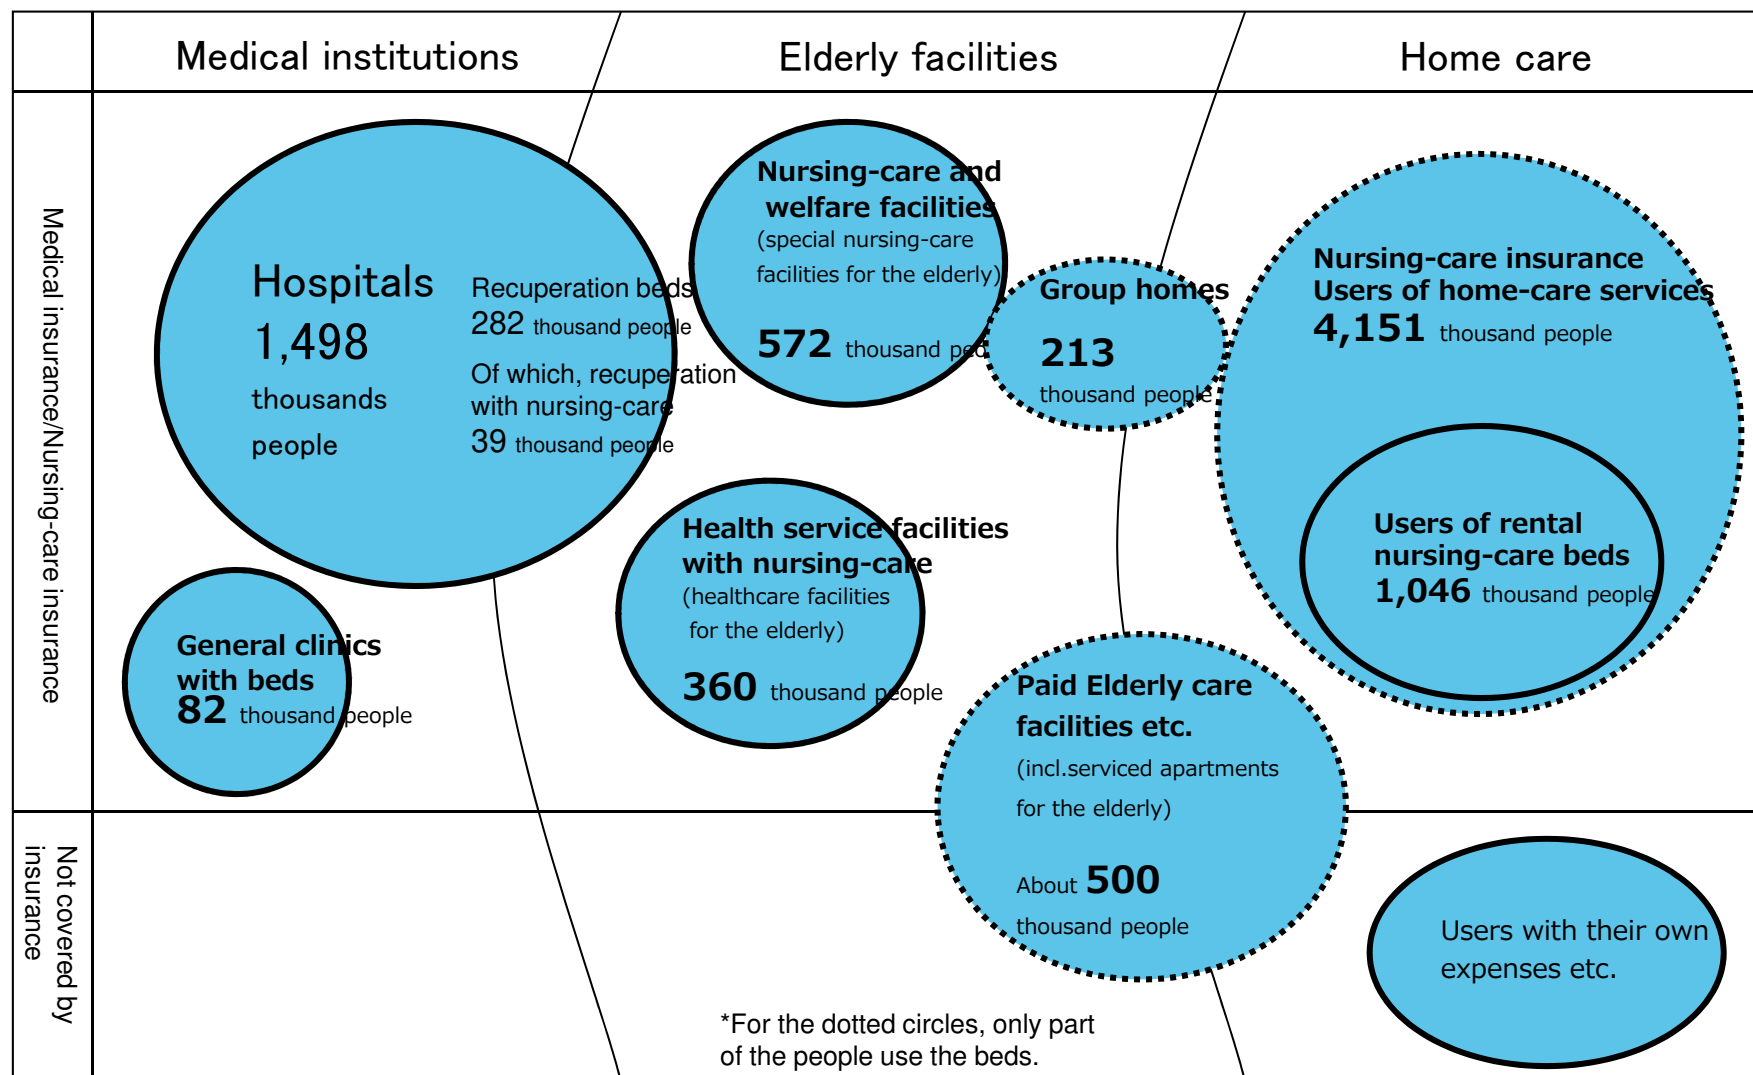 Medical institutions
Elderly facilities
Home care
Medical insurance/Nursing-care insurance
Hospitals
1,498
thousands
people
Recuperation beds
282 thousand people
Of which, recuperation
with nursing-care
39 thousand people
General clinics
with beds
82 thousand people
Nursing-care and
welfare facilities
(special nursing-care
facilities for the elderly)
572 thousand peo
Group homes
213
thousand people
Health service facilities
with nursing-care
(healthcare facilities
for the elderly)
360 thousand people
Nursing-care insurance
Users of home-care services
4,151 thousand people
Users of rental
nursing-care beds
1,046 thousand people
Paid Elderly care
facilities etc.
(incl.serviced apartments
for the elderly)
About 500
thousand people
Not covered by
insurance
Users with their own
expenses etc.
*For the dotted circles, only part
of the people use the beds.